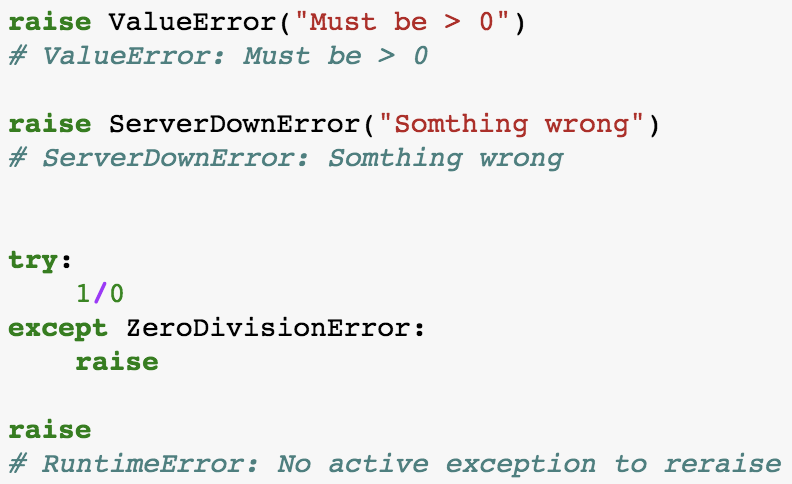 raise ValueError("Must be > 0")
# ValueError: Must be > 0
raise ServerDownError("Somthing wrong")
# ServerDownError: Somthing wrong
try:
    1/0
except ZeroDivisionError:
    raise
raise
# RuntimeError: No active exception to reraise